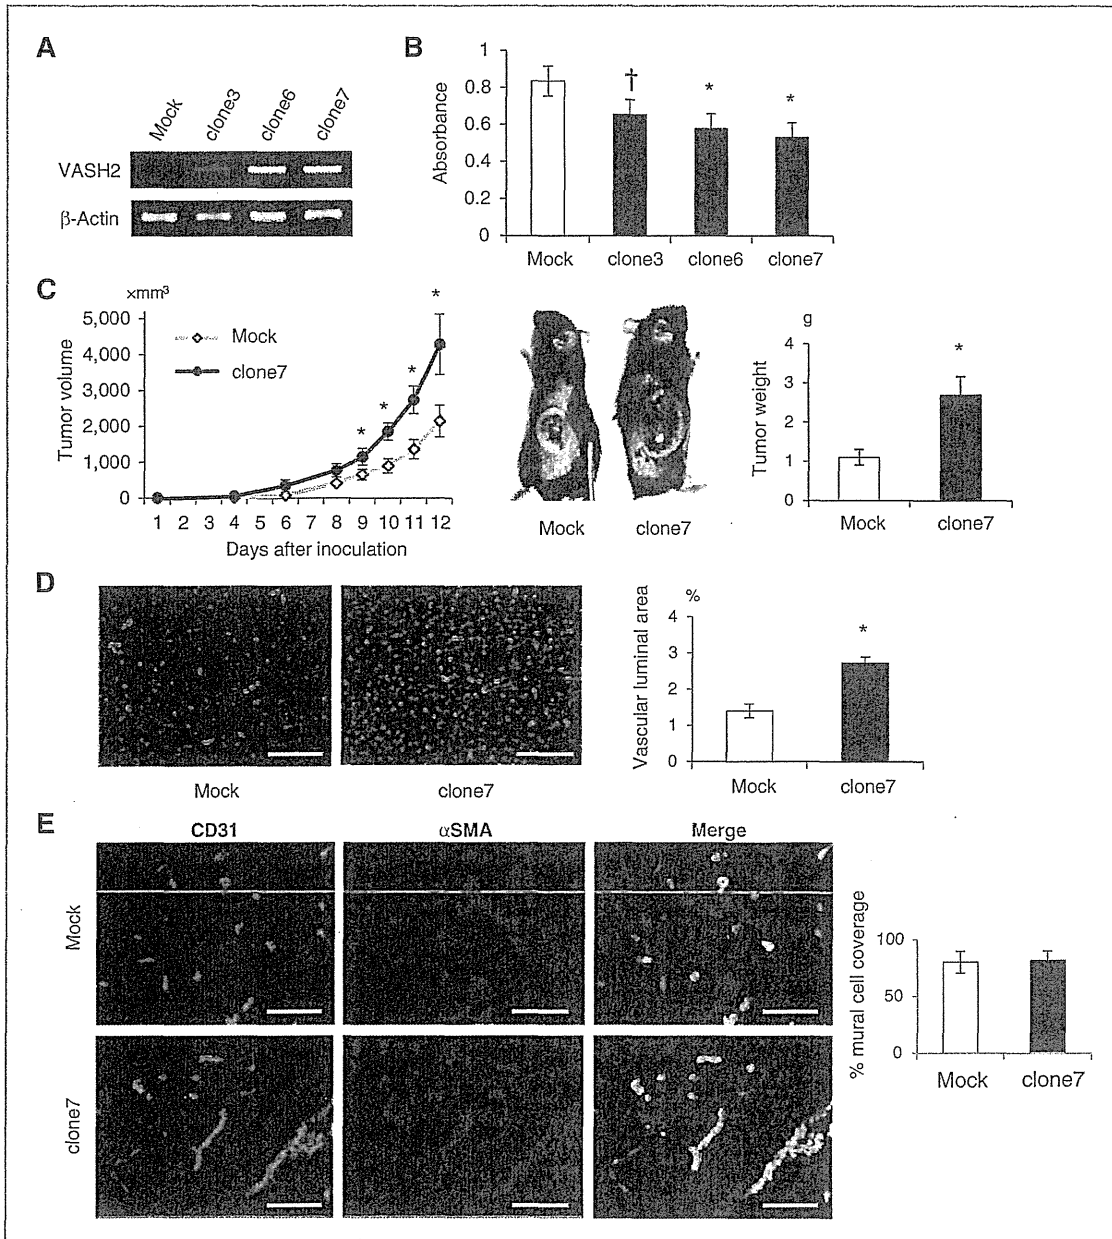 A
Mock
clone3
clone6
clone7
VASH2
β-Actin
B
Absorbance
1
0.8
0.6
0.4
0.2
0
†
*
*
Mock
clone3
clone6
clone7
C
×mm³
Tumor volume
5,000
4,000
3,000
2,000
1,000
0
Mock
clone7
*
*
*
*
1 2 3 4 5 6 7 8 9 10 11 12
Days after inoculation
Mock
clone7
g
Tumor weight
4
3
2
1
0
*
Mock
clone7
D
Mock
clone7
%
Vascular luminal area
4
3
2
1
0
*
Mock
clone7
E
CD31
αSMA
Merge
Mock
clone7
% mural cell coverage
100
50
0
Mock
clone7